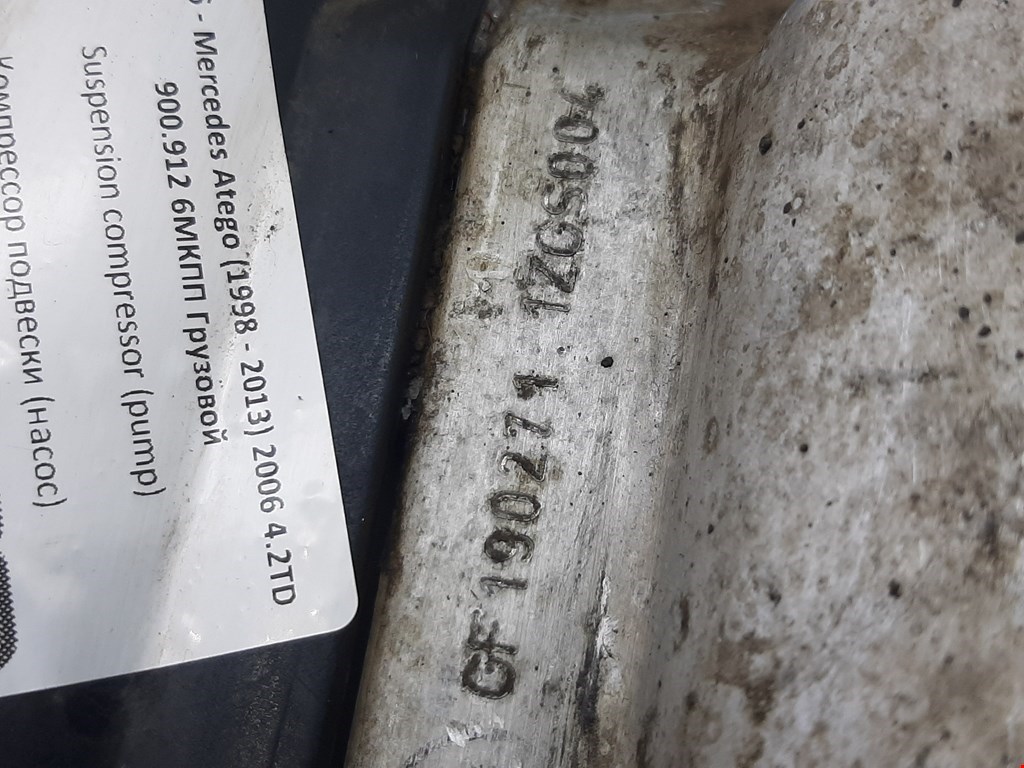 - Mercedes Atego (1998 - 2013) 2006 4.2TD
900.912 6МКПП Грузовой
Suspension compressor (pump)
Компрессор подвески (насос)
GF 190271 1ZGS004